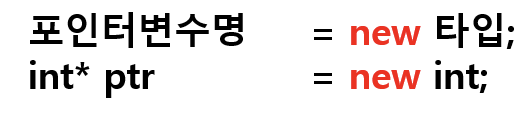 포인터변수명 = new 타입;
int* ptr = new int;